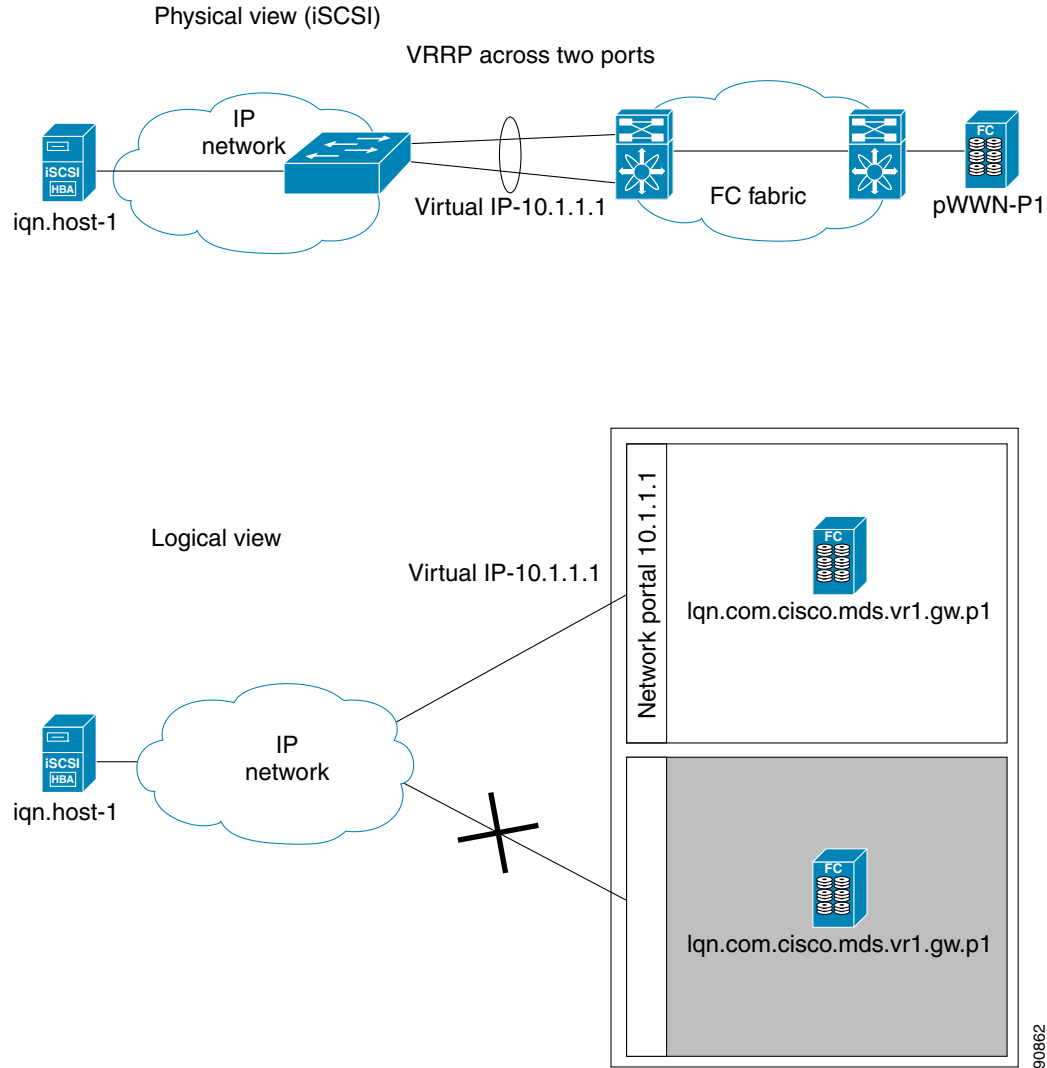 Physical view (iSCSI)
VRRP across two ports
IP
network
iSCSI
HBA
iqn.host-1
Virtual IP-10.1.1.1
FC fabric
FC
pWWN-P1
Logical view
Virtual IP-10.1.1.1
Network portal 10.1.1.1
FC
Iqn.com.cisco.mds.vr1.gw.p1
iSCSI
HBA
iqn.host-1
IP
network
FC
Iqn.com.cisco.mds.vr1.gw.p1
90862